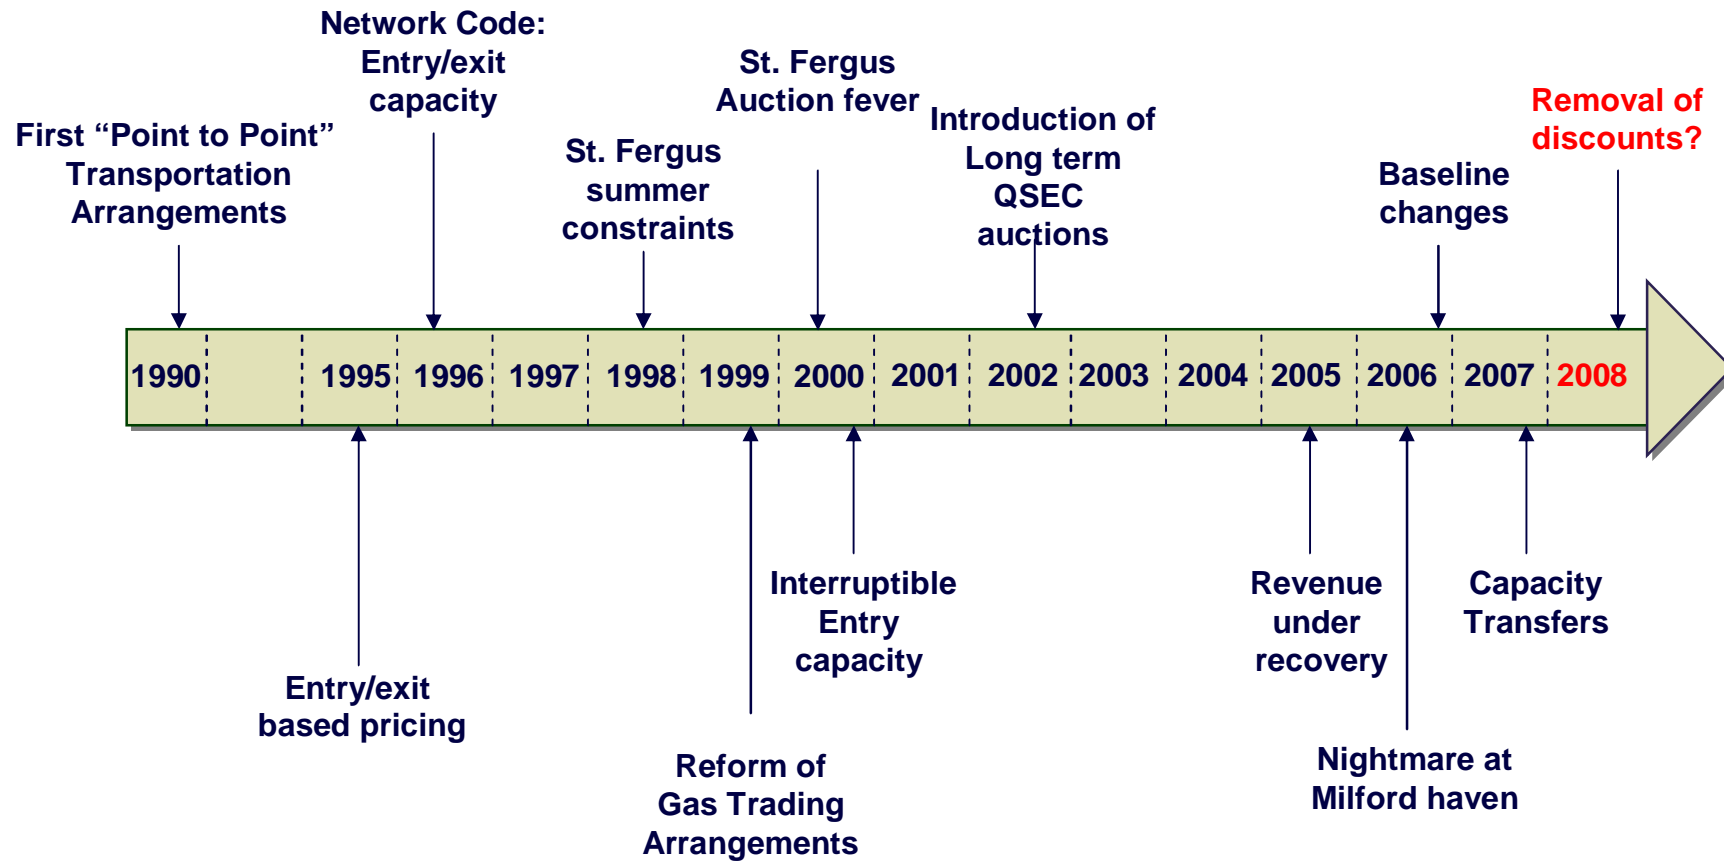 First “Point to Point”
Transportation
Arrangements
Network Code:
Entry/exit
capacity
St. Fergus
summer
constraints
St. Fergus
Auction fever
Introduction of
Long term
QSEC
auctions
Baseline
changes
Removal of
discounts?
1990 1995 1996 1997 1998 1999 2000 2001 2002 2003 2004 2005 2006 2007 2008
Entry/exit
based pricing
Reform of
Gas Trading
Arrangements
Interruptible
Entry
capacity
Revenue
under
recovery
Nightmare at
Milford haven
Capacity
Transfers